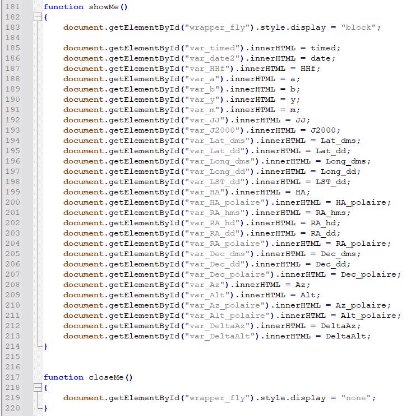 181 function showMe()
182 {
183 document.getElementById("wrapper_fly").style.display = "block";
184
185 document.getElementById("var_timed").innerHTML = timed;
186 document.getElementById("var_date2").innerHTML = date;
187 document.getElementById("var_HHf").innerHTML = HHf;
188 document.getElementById("var_a").innerHTML = a;
189 document.getElementById("var_b").innerHTML = b;
190 document.getElementById("var_y").innerHTML = y;
191 document.getElementById("var_m").innerHTML = m;
192 document.getElementById("var_JJ").innerHTML = JJ;
193 document.getElementById("var_J2000").innerHTML = J2000;
194 document.getElementById("var_Lat_dms").innerHTML = Lat_dms;
195 document.getElementById("var_Lat_dd").innerHTML = Lat_dd;
196 document.getElementById("var_Long_dms").innerHTML = Long_dms;
197 document.getElementById("var_Long_dd").innerHTML = Long_dd;
198 document.getElementById("var_LST_dd").innerHTML = LST_dd;
199 document.getElementById("var_HA").innerHTML = HA;
200 document.getElementById("var_HA_polaire").innerHTML = HA_polaire;
201 document.getElementById("var_RA_hms").innerHTML = RA_hms;
202 document.getElementById("var_RA_hd").innerHTML = RA_hd;
203 document.getElementById("var_RA_dd").innerHTML = RA_dd;
204 document.getElementById("var_RA_polaire").innerHTML = RA_polaire;
205 document.getElementById("var_Dec_dms").innerHTML = Dec_dms;
206 document.getElementById("var_Dec_dd").innerHTML = Dec_dd;
207 document.getElementById("var_Dec_polaire").innerHTML = Dec_polaire;
208 document.getElementById("var_Az").innerHTML = Az;
209 document.getElementById("var_Alt").innerHTML = Alt;
210 document.getElementById("var_Az_polaire").innerHTML = Az_polaire;
211 document.getElementById("var_Alt_polaire").innerHTML = Alt_polaire;
212 document.getElementById("var_DeltaAz").innerHTML = DeltaAz;
213 document.getElementById("var_DeltaAlt").innerHTML = DeltaAlt;
214 }
215
216
217 function closeMe()
218 {
219 document.getElementById("wrapper_fly").style.display = "none";
220 }